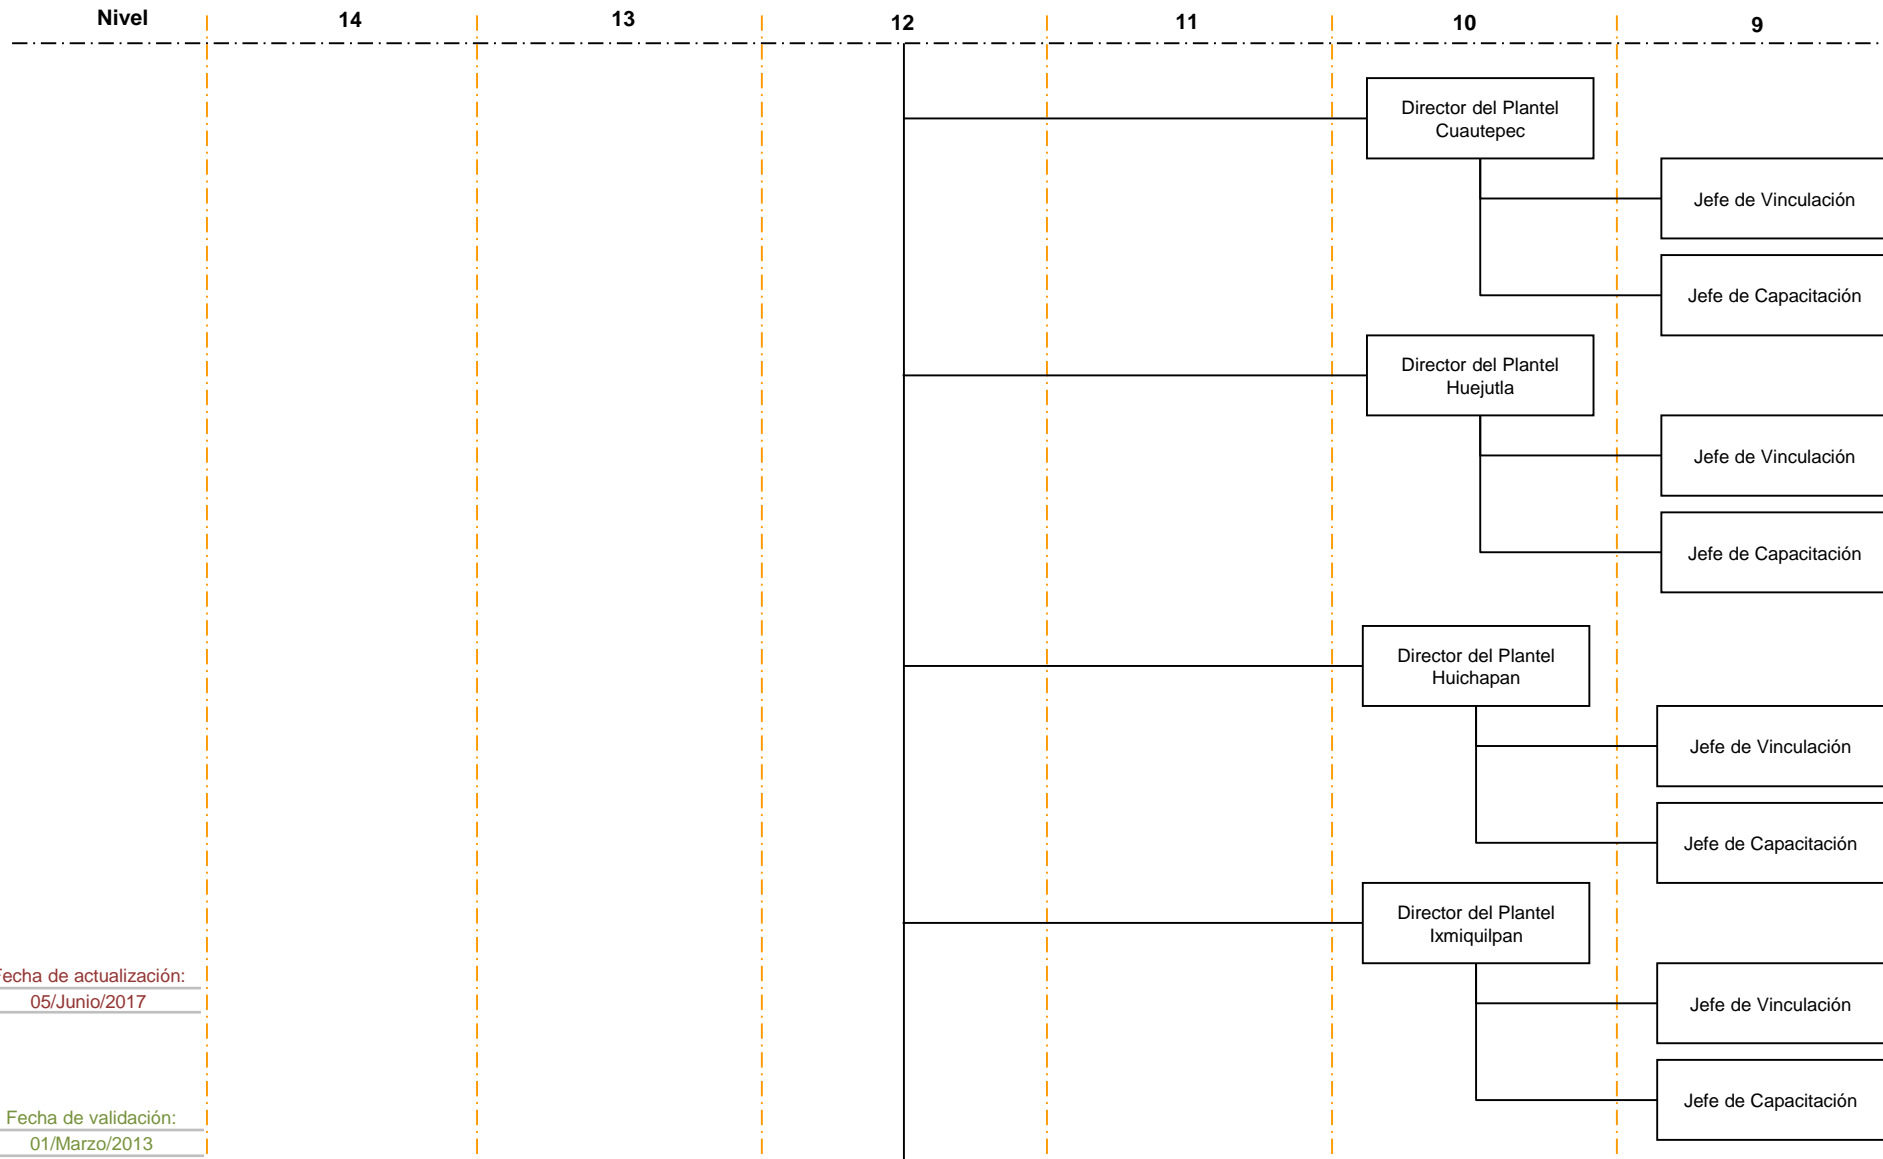 Nivel 14 13 12 11 10 9
Director del Plantel
Cuautepec
Jefe de Vinculación
Jefe de Capacitación
Director del Plantel
Huejutla
Jefe de Vinculación
Jefe de Capacitación
Director del Plantel
Huichapan
Jefe de Vinculación
Jefe de Capacitación
Director del Plantel
Ixmiquilpan
Jefe de Vinculación
Jefe de Capacitación
Fecha de actualización:
05/Junio/2017
Fecha de validación:
01/Marzo/2013